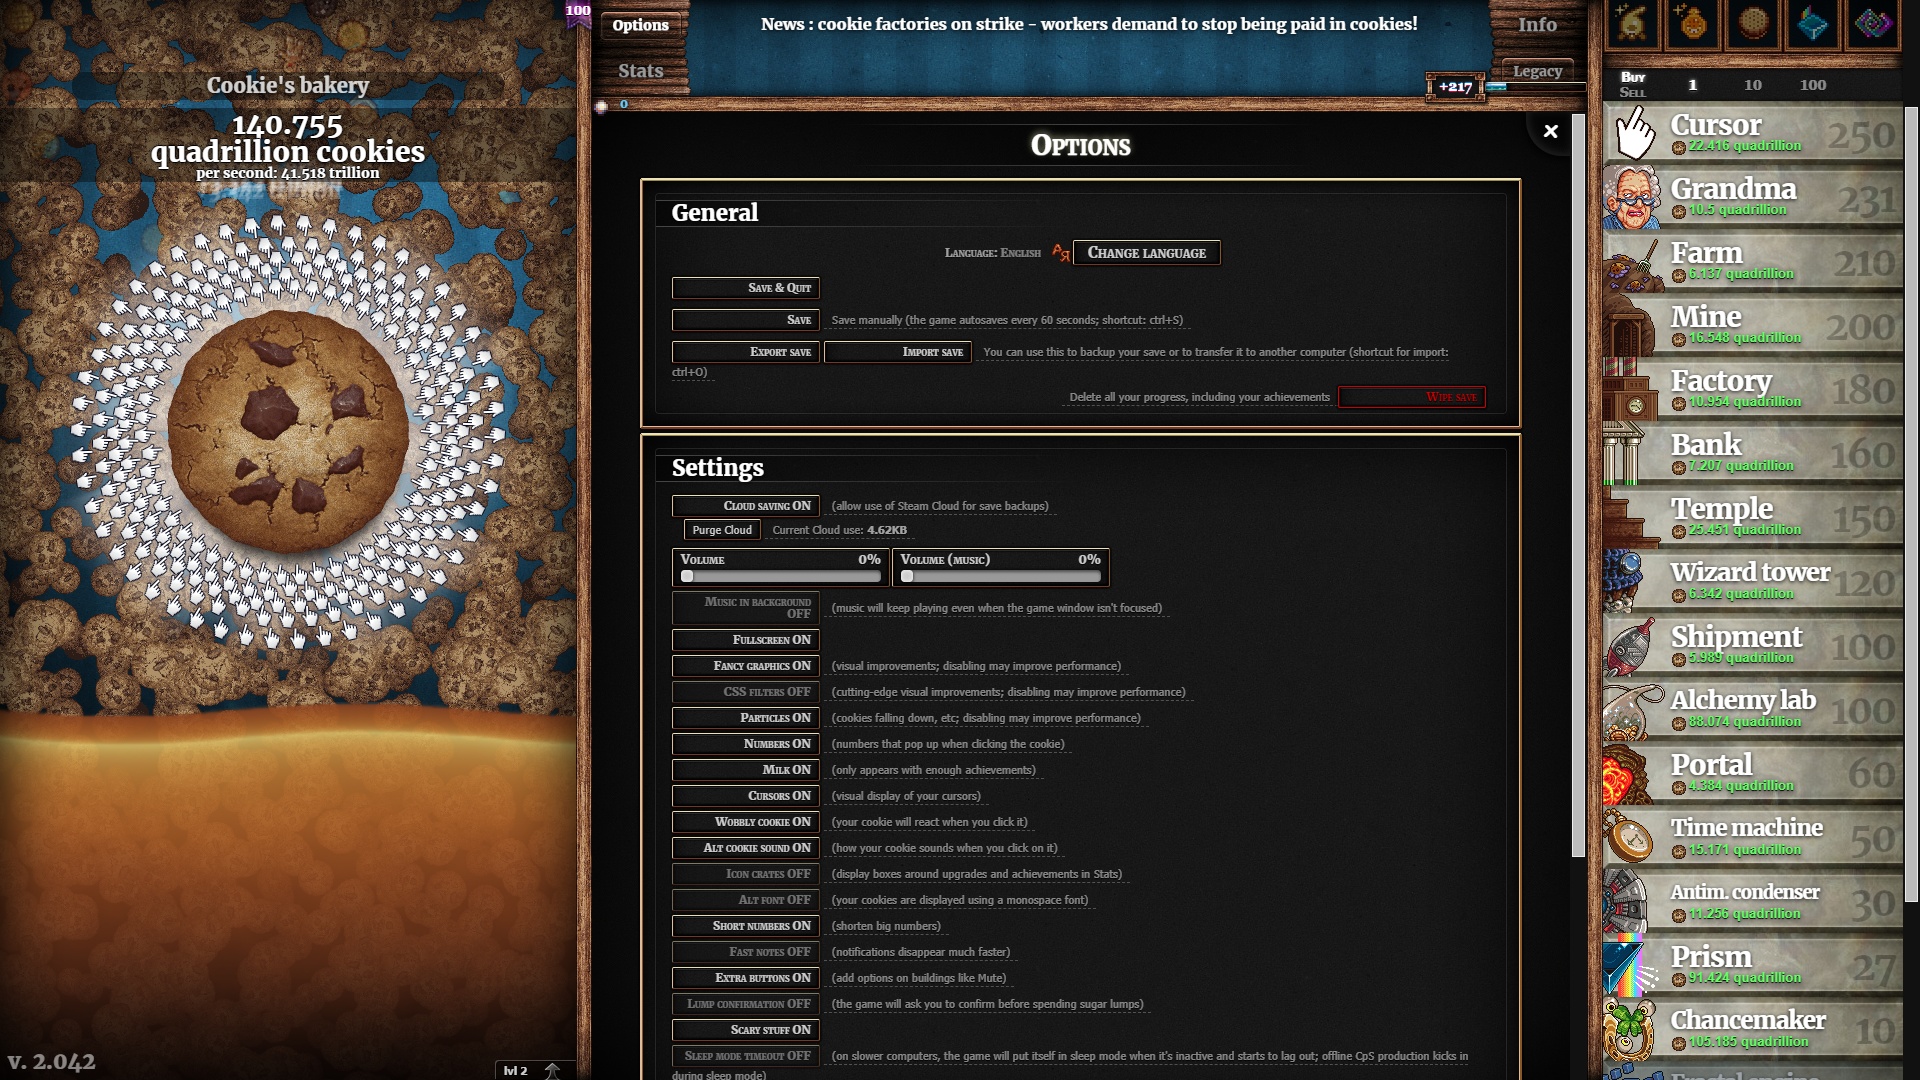 100
Cookie's bakery
140.755
quadrillion cookies
per second: 41.518 trillion
v. 2.042
lvl 2
Options
Stats
News : cookie factories on strike - workers demand to stop being paid in cookies!
Info
Legacy
+217
0
Options
General
Language: English
Change language
Save & Quit
Save
Save manually (the game autosaves every 60 seconds; shortcut: ctrl+S)
Export save
Import save
You can use this to backup your save or to transfer it to another computer (shortcut for import:
ctrl+O)
Delete all your progress, including your achievements
Wipe save
Settings
Cloud saving ON
(allow use of Steam Cloud for save backups)
Purge Cloud
Current Cloud use: 4.62KB
Volume 0%
Volume (music) 0%
Music in background
OFF
(music will keep playing even when the game window isn't focused)
Fullscreen ON
Fancy graphics ON
(visual improvements; disabling may improve performance)
CSS filters OFF
(cutting-edge visual improvements; disabling may improve performance)
Particles ON
(cookies falling down, etc; disabling may improve performance)
Numbers ON
(numbers that pop up when clicking the cookie)
Milk ON
(only appears with enough achievements)
Cursors ON
(visual display of your cursors)
Wobbly cookie ON
(your cookie will react when you click it)
Alt cookie sound ON
(how your cookie sounds when you click on it)
Icon crates OFF
(display boxes around upgrades and achievements in Stats)
Alt font OFF
(your cookies are displayed using a monospace font)
Short numbers ON
(shorten big numbers)
Fast notes OFF
(notifications disappear much faster)
Extra buttons ON
(add options on buildings like Mute)
Lump confirmation OFF
(the game will ask you to confirm before spending sugar lumps)
Scary stuff ON
Sleep mode timeout OFF
(on slower computers, the game will put itself in sleep mode when it's inactive and starts to lag out; offline CpS production kicks in
during sleep mode)
Buy
Sell
1
10
100
Cursor
22.416 quadrillion
250
Grandma
10.5 quadrillion
231
Farm
6.137 quadrillion
210
Mine
16.548 quadrillion
200
Factory
10.954 quadrillion
180
Bank
7.207 quadrillion
160
Temple
25.451 quadrillion
150
Wizard tower
6.342 quadrillion
120
Shipment
5.989 quadrillion
100
Alchemy lab
88.074 quadrillion
100
Portal
4.384 quadrillion
60
Time machine
15.171 quadrillion
50
Antim. condenser
11.256 quadrillion
30
Prism
91.424 quadrillion
27
Chancemaker
105.185 quadrillion
10
Fractal engine